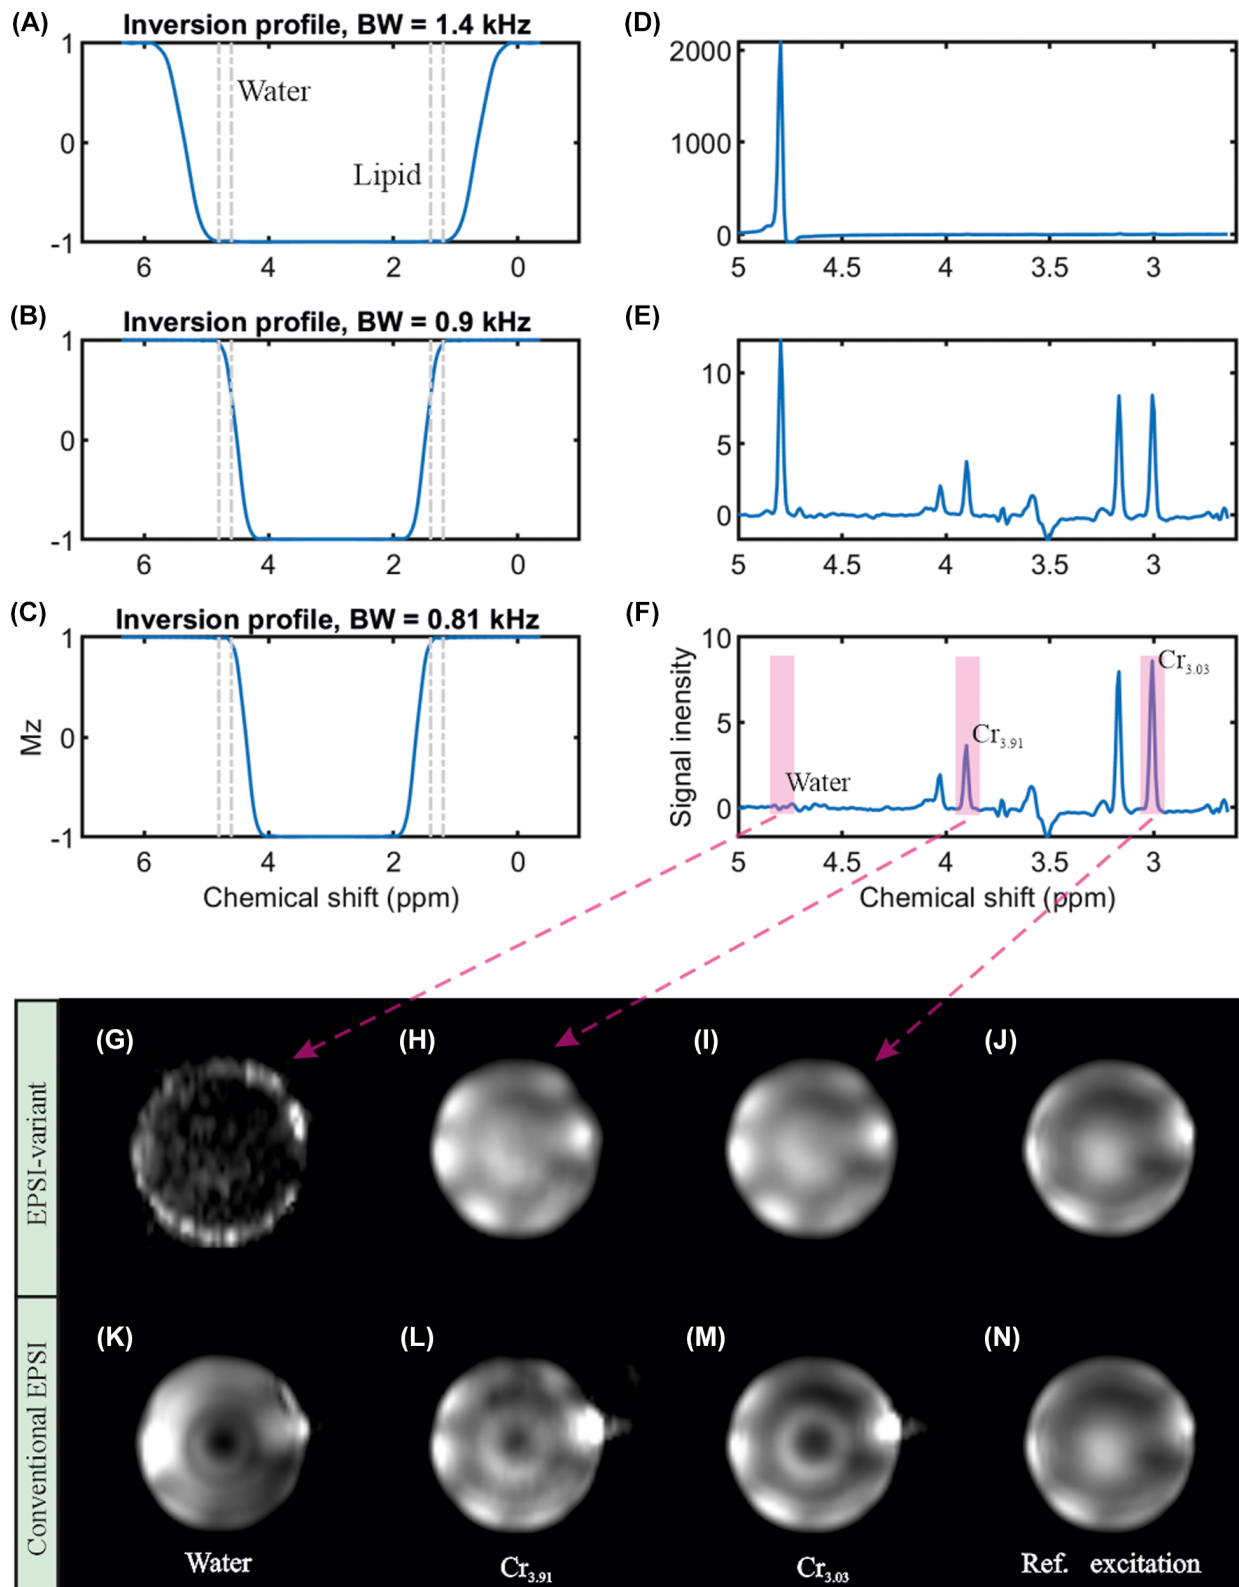 (A) Inversion profile, BW = 1.4 kHz
1
0
-1
Water
Lipid
6 4 2 0
(D)
2000
1000
0
5 4.5 4 3.5 3
(B) Inversion profile, BW = 0.9 kHz
1
0
-1
6 4 2 0
(E)
10
5
0
5 4.5 4 3.5 3
(C) Inversion profile, BW = 0.81 kHz
1
0
-1
Mz
6 4 2 0
Chemical shift (ppm)
(F)
10
5
0
Signal inensity
Water
Cr3.91
Cr3.03
5 4.5 4 3.5 3
Chemical shift (ppm)
EPSI-variant
(G) (H) (I) (J)
Conventional EPSI
(K) (L) (M) (N)
Water Cr3.91 Cr3.03 Ref. excitation